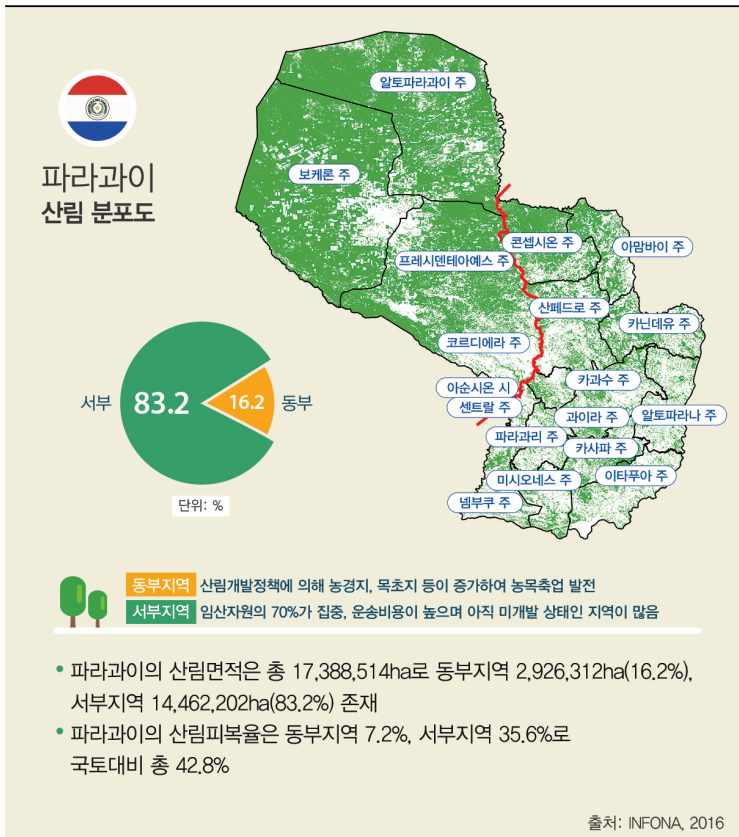 파라과이
산림 분포도
알토파라과이 주
보케론 주
콘셉시온 주
아맘바이 주
프레시덴테아예스 주
산페드로 주
카닌데유 주
코르디예라 주
카과수 주
아순시온 시
센트랄 주
과이라 주
알토파라나 주
파라과리 주
카사파 주
미시오네스 주
이타푸아 주
넴부쿠 주
서부
83.2
16.2
동부
단위: %
동부지역 산림개발정책에 의해 농경지, 목초지 등이 증가하여 농목축업 발전
서부지역 임산자원의 70%가 집중, 운송비용이 높으며 아직 미개발 상태인 지역이 많음
• 파라과이의 산림면적은 총 17,388,514ha로 동부지역 2,926,312ha(16.2%),
서부지역 14,462,202ha(83.2%) 존재
• 파라과이의 산림피복율은 동부지역 7.2%, 서부지역 35.6%로
국토대비 총 42.8%
출처: INFONA, 2016